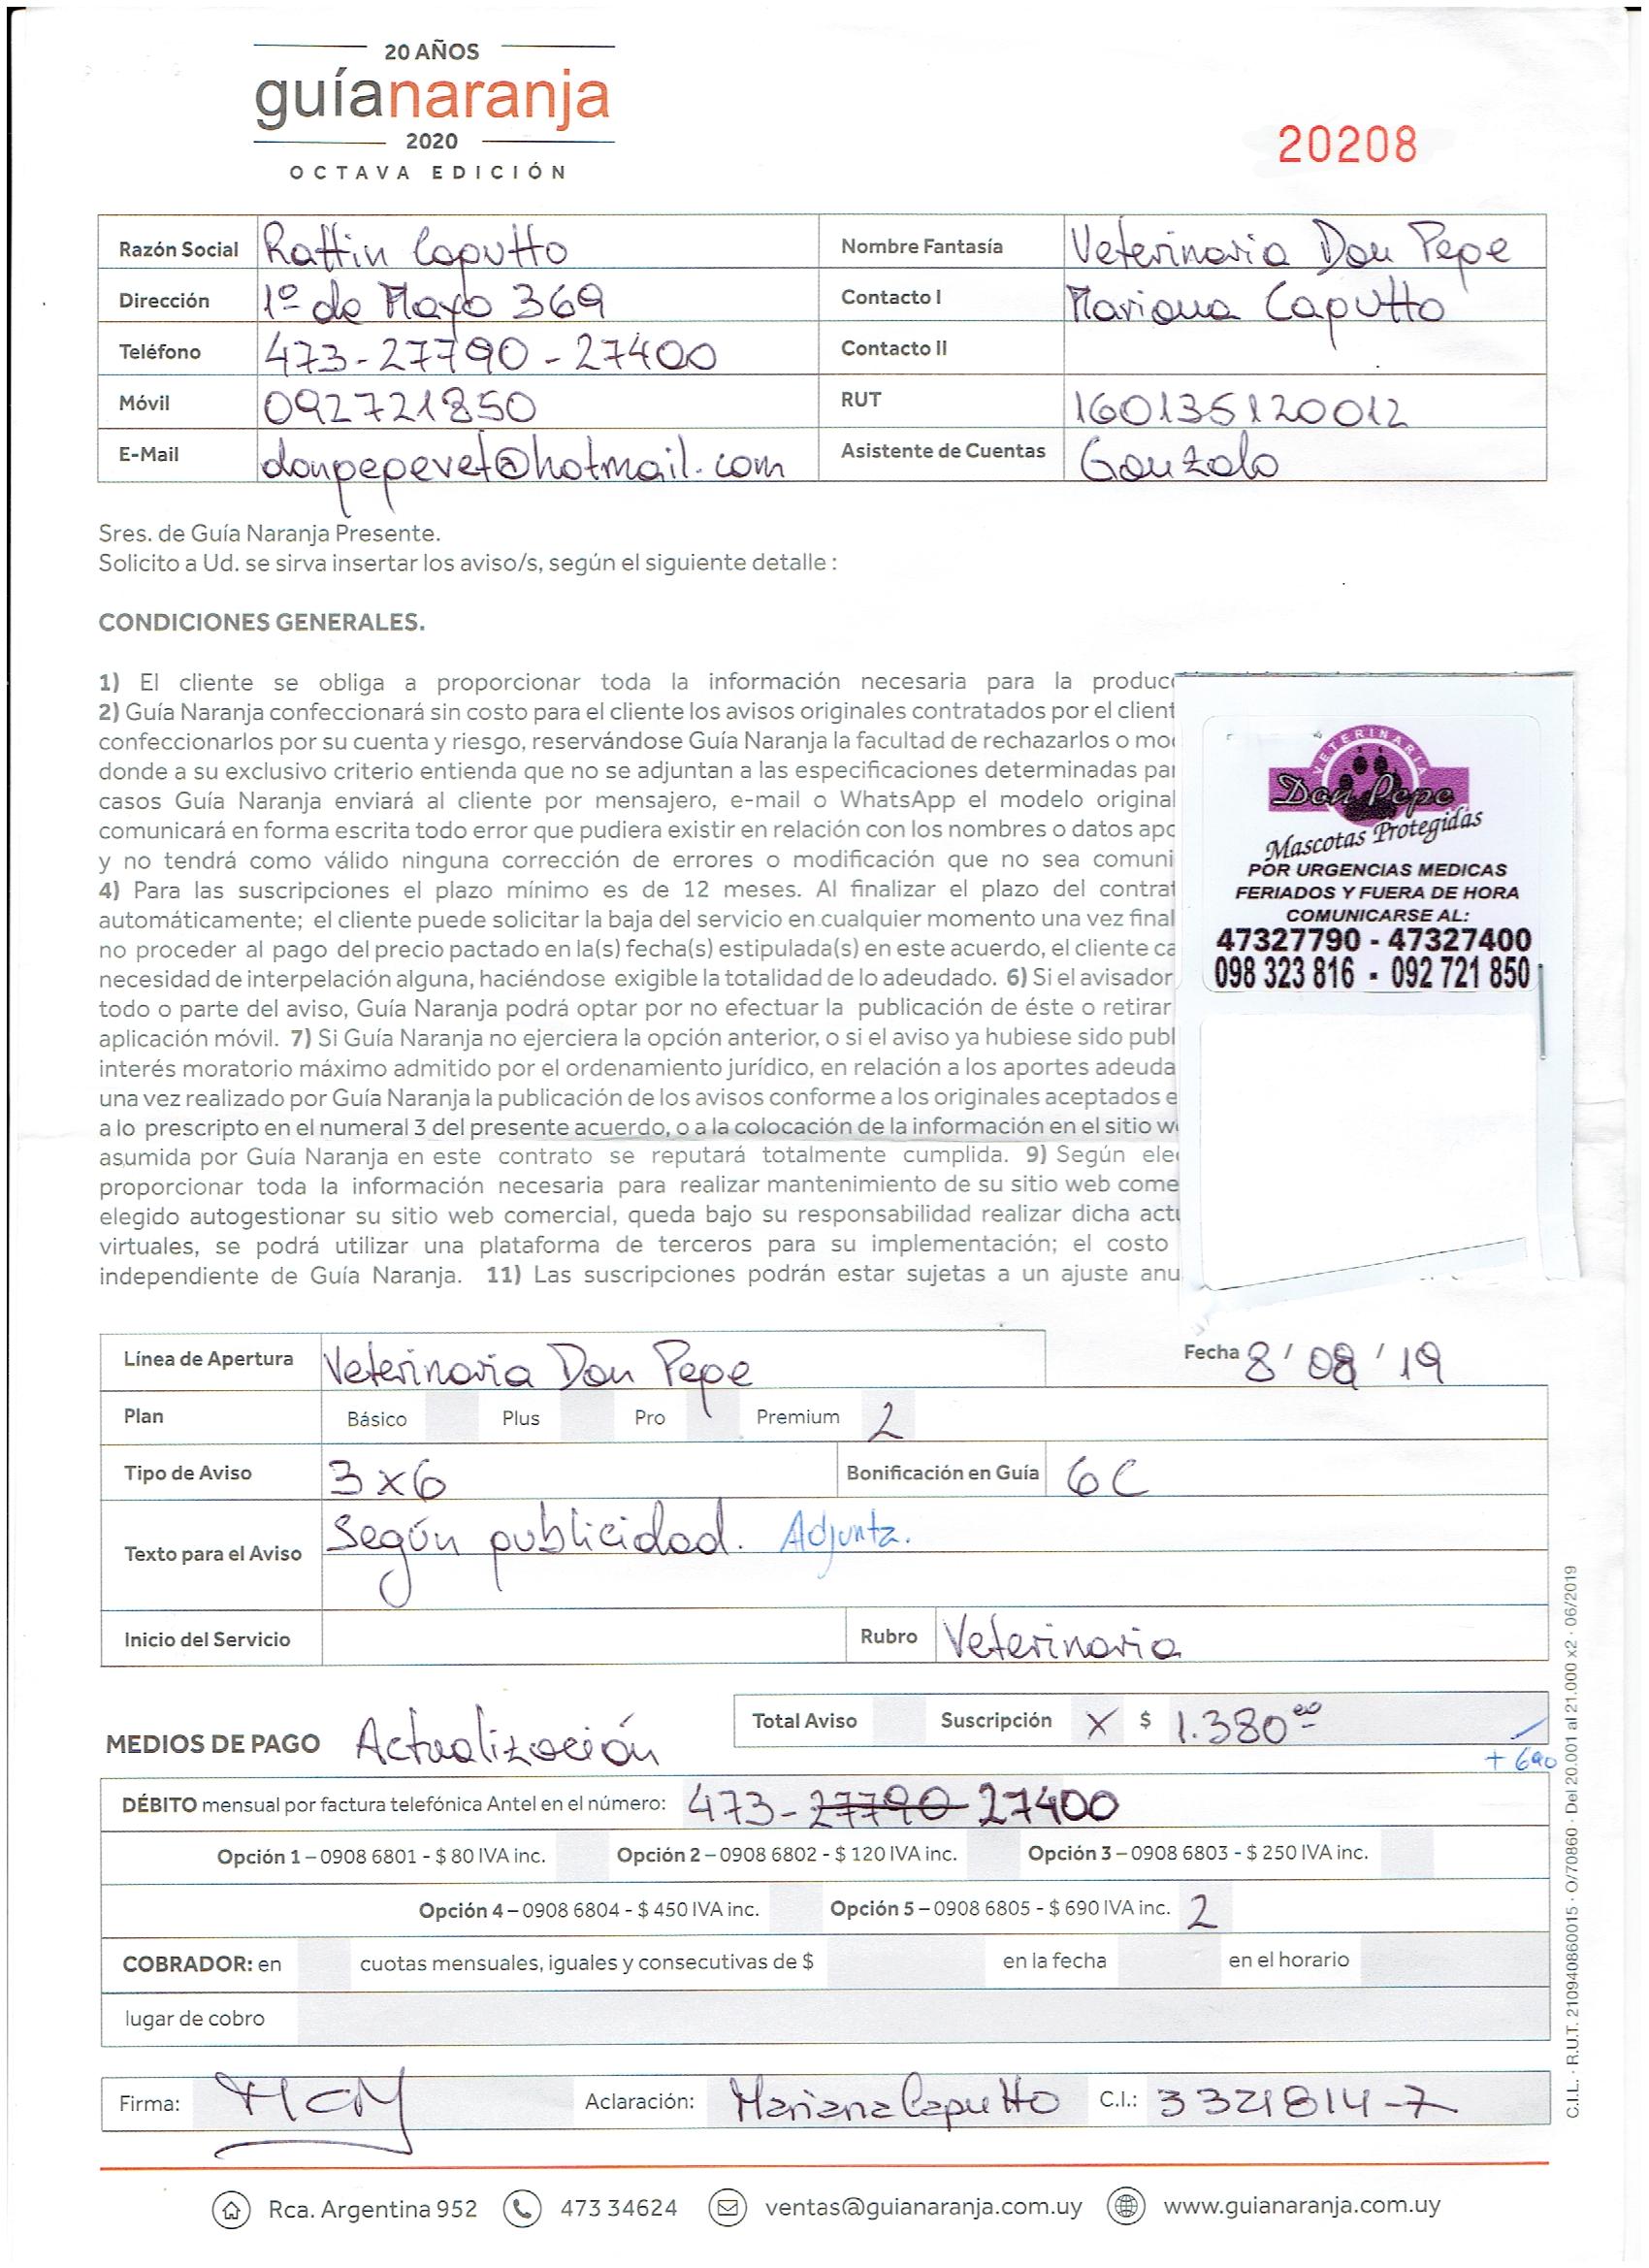 20 AÑOS
guíanaranja
2020
OCTAVA EDICIÓN
20208
Razón Social Rattin Caputto Nombre Fantasía Veterinaria Don Pepe
Dirección 1º de Mayo 369 Contacto I Mariana Caputto
Teléfono 473-27790-27400 Contacto II
Móvil 092721850 RUT 160135120012
E-Mail donpepevet@hotmail.com Asistente de Cuentas Gonzalo
Sres. de Guía Naranja Presente.
Solicito a Ud. se sirva insertar los aviso/s, según el siguiente detalle :
CONDICIONES GENERALES.
1) El cliente se obliga a proporcionar toda la información necesaria para la produc
2) Guía Naranja confeccionará sin costo para el cliente los avisos originales contratados por el client
confeccionarlos por su cuenta y riesgo, reservándose Guía Naranja la facultad de rechazarlos o mo
donde a su exclusivo criterio entienda que no se adjuntan a las especificaciones determinadas par
casos Guía Naranja enviará al cliente por mensajero, e-mail o WhatsApp el modelo original
comunicará en forma escrita todo error que pudiera existir en relación con los nombres o datos apo
y no tendrá como válido ninguna corrección de errores o modificación que no sea comuni
4) Para las suscripciones el plazo mínimo es de 12 meses. Al finalizar el plazo del contrat
automáticamente; el cliente puede solicitar la baja del servicio en cualquier momento una vez final
no proceder al pago del precio pactado en la(s) fecha(s) estipulada(s) en este acuerdo, el cliente ca
necesidad de interpelación alguna, haciéndose exigible la totalidad de lo adeudado. 6) Si el avisador
todo o parte del aviso, Guía Naranja podrá optar por no efectuar la publicación de éste o retirar
aplicación móvil. 7) Si Guía Naranja no ejerciera la opción anterior, o si el aviso ya hubiese sido publ
interés moratorio máximo admitido por el ordenamiento jurídico, en relación a los aportes adeuda
una vez realizado por Guía Naranja la publicación de los avisos conforme a los originales aceptados e
a lo prescripto en el numeral 3 del presente acuerdo, o a la colocación de la información en el sitio w
asumida por Guía Naranja en este contrato se reputará totalmente cumplida. 9) Según ele
proporcionar toda la información necesaria para realizar mantenimiento de su sitio web come
elegido autogestionar su sitio web comercial, queda bajo su responsabilidad realizar dicha actu
virtuales, se podrá utilizar una plataforma de terceros para su implementación; el costo
independiente de Guía Naranja. 11) Las suscripciones podrán estar sujetas a un ajuste anu
VETERINARIA
Don Pepe
Mascotas Protegidas
POR URGENCIAS MEDICAS
FERIADOS Y FUERA DE HORA
COMUNICARSE AL:
47327790 - 47327400
098 323 816 - 092 721 850
Línea de Apertura Veterinaria Don Pepe Fecha 8 / 08 / 19
Plan Básico Plus Pro Premium 2
Tipo de Aviso 3x6 Bonificación en Guía 6C
Texto para el Aviso Según publicidad. Adjunta.
Inicio del Servicio Rubro Veterinaria
MEDIOS DE PAGO Actualización Total Aviso Suscripción X $ 1.380 00
+ 690
DÉBITO mensual por factura telefónica Antel en el número: 473-27790 27400
Opción 1 – 0908 6801 - $ 80 IVA inc. Opción 2 – 0908 6802 - $ 120 IVA inc. Opción 3 – 0908 6803 - $ 250 IVA inc.
Opción 4 – 0908 6804 - $ 450 IVA inc. Opción 5 – 0908 6805 - $ 690 IVA inc. 2
COBRADOR: en cuotas mensuales, iguales y consecutivas de $ en la fecha en el horario
lugar de cobro
Firma: Aclaración: Mariana Caputto C.I.: 3321814-7
C.I.L. · R.U.T. 210940860015 · O/70860 · Del 20.001 al 21.000 x2 · 06/2019
Rca. Argentina 952 473 34624 ventas@guianaranja.com.uy www.guianaranja.com.uy